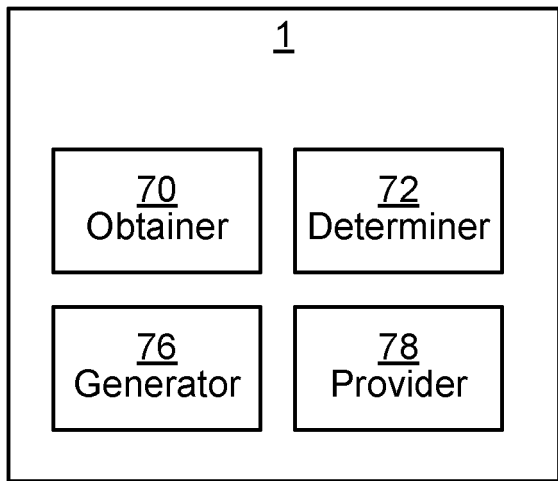 1
70
Obtainer
72
Determiner
76
Generator
78
Provider